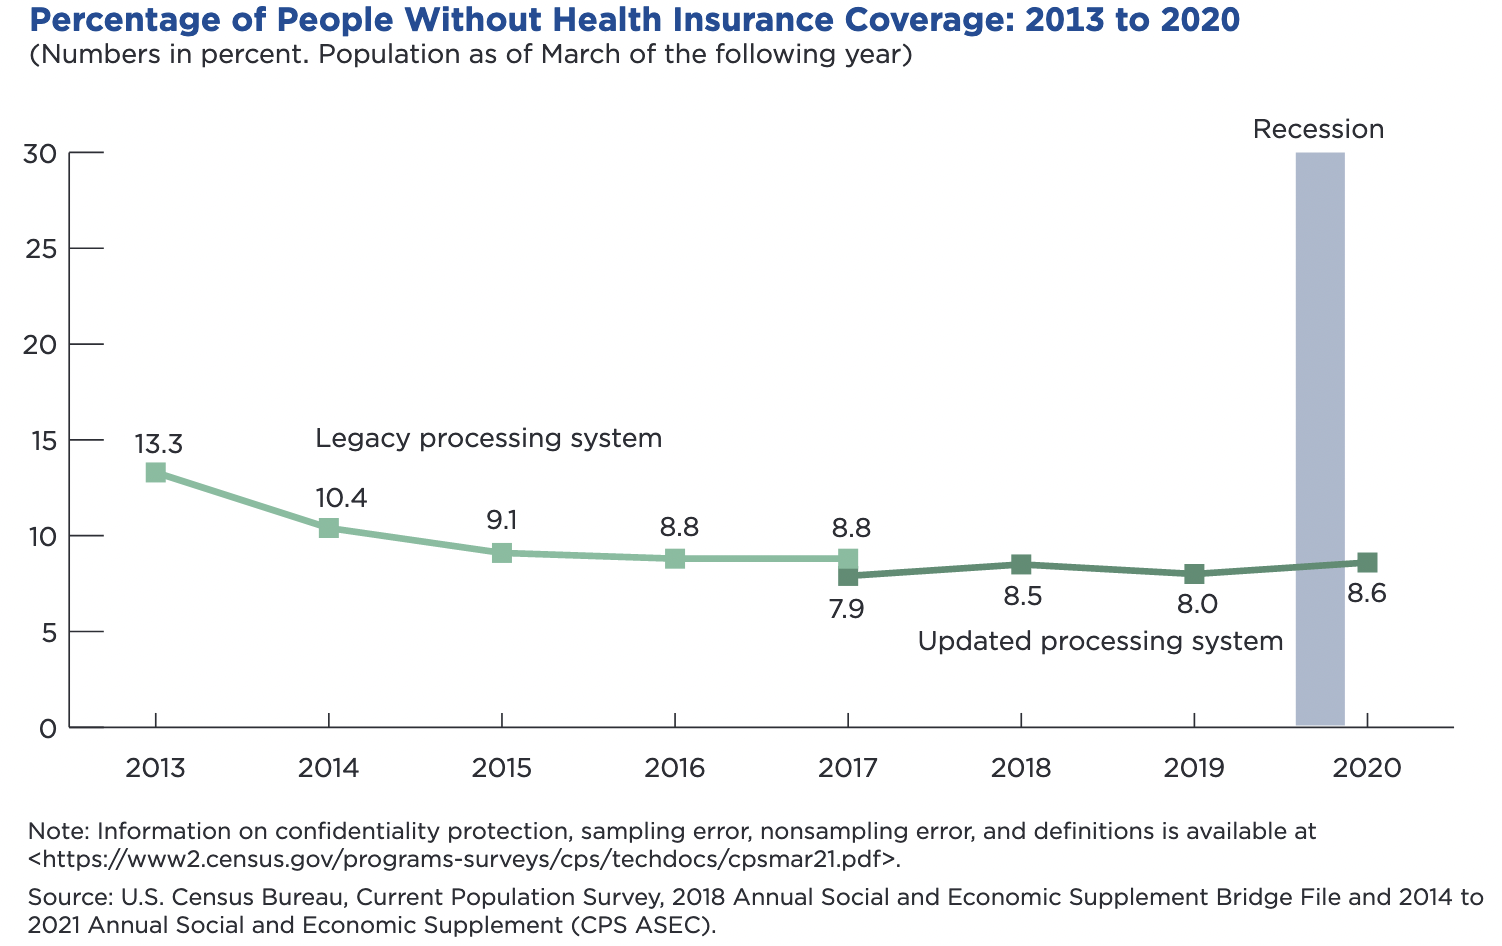 Percentage of People Without Health Insurance Coverage: 2013 to 2020
(Numbers in percent. Population as of March of the following year)
Recession
30
25
20
15
10
5
0
13.3
Legacy processing system
10.4
9.1
8.8
8.8
7.9
8.5
8.0
8.6
Updated processing system
2013
2014
2015
2016
2017
2018
2019
2020
Note: Information on confidentiality protection, sampling error, nonsampling error, and definitions is available at
<https://www2.census.gov/programs-surveys/cps/techdocs/cpsmar21.pdf>.
Source: U.S. Census Bureau, Current Population Survey, 2018 Annual Social and Economic Supplement Bridge File and 2014 to
2021 Annual Social and Economic Supplement (CPS ASEC).